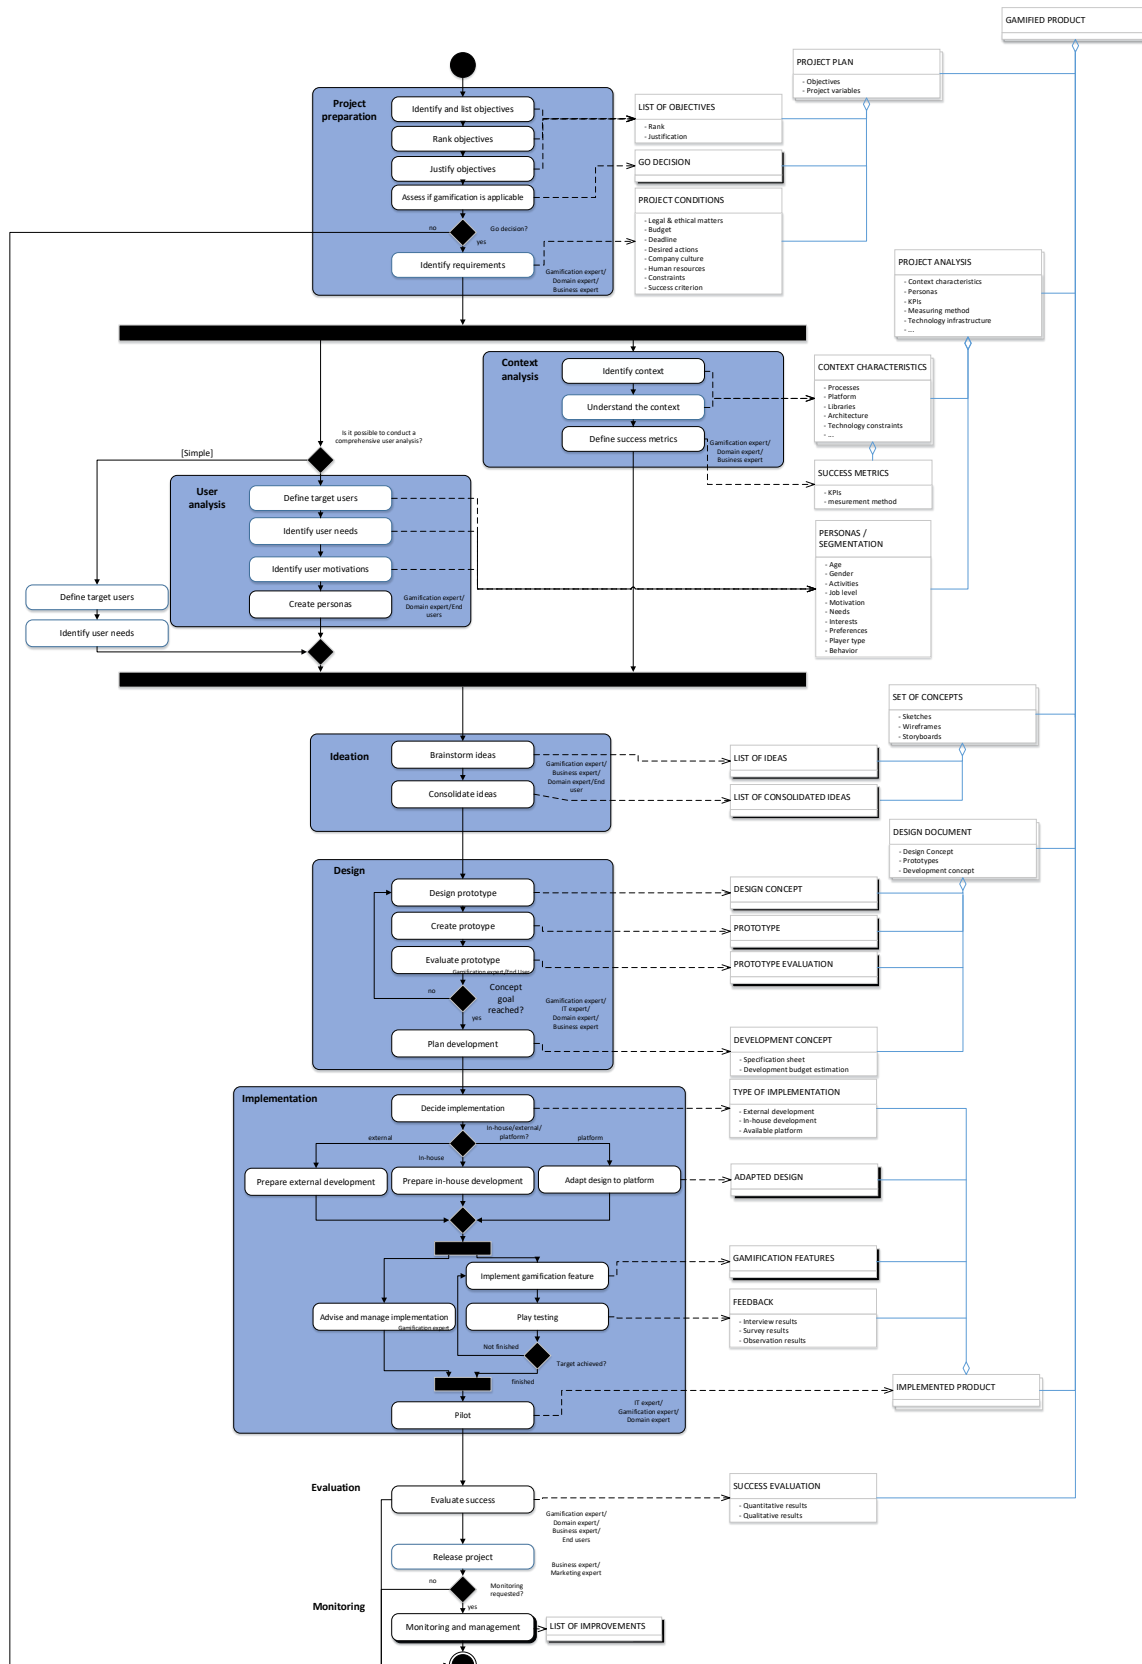 GAMIFIED PRODUCT
PROJECT PLAN
- Objectives
- Project variables
Project
preparation
Identify and list objectives
Rank objectives
Justify objectives
Assess if gamification is applicable
no
Go decision?
yes
Identify requirements
Gamification expert/
Domain expert/
Business expert
LIST OF OBJECTIVES
- Rank
- Justification
GO DECISION
PROJECT CONDITIONS
- Legal & ethical matters
- Budget
- Deadline
- Desired actions
- Company culture
- Human resources
- Constraints
- Success criterion
PROJECT ANALYSIS
- Context characteristics
- Personas
- KPIs
- Measuring method
- Technology infrastructure
- ...
Context
analysis
Identify context
Understand the context
Define success metrics
Gamification expert/
Domain expert/
Business expert
CONTEXT CHARACTERISTICS
- Processes
- Platform
- Libraries
- Architecture
- Technology constraints
- ...
SUCCESS METRICS
- KPIs
- mesurement method
Is it possible to conduct a
comprehensive user analysis?
[Simple]
User
analysis
Define target users
Identify user needs
Identify user motivations
Create personas
Gamification expert/
Domain expert/End
users
Define target users
Identify user needs
PERSONAS /
SEGMENTATION
- Age
- Gender
- Activities
- Job level
- Motivation
- Needs
- Interests
- Preferences
- Player type
- Behavior
SET OF CONCEPTS
- Sketches
- Wireframes
- Storyboards
Ideation
Brainstorm ideas
Consolidate ideas
Gamification expert/
Business expert/
Domain expert/End
user
LIST OF IDEAS
LIST OF CONSOLIDATED IDEAS
DESIGN DOCUMENT
- Design Concept
- Prototypes
- Development concept
Design
Design prototype
Create protoype
Evaluate prototype
Gamification expert/End User
no
Concept
goal
reached?
yes
Plan development
Gamification expert/
IT expert/
Domain expert/
Business expert
DESIGN CONCEPT
PROTOTYPE
PROTOTYPE EVALUATION
DEVELOPMENT CONCEPT
- Specification sheet
- Development budget estimation
Implementation
Decide implementation
external
In-house/external/
platform?
platform
In-house
Prepare external development
Prepare in-house development
Adapt design to platform
TYPE OF IMPLEMENTATION
- External development
- In-house development
- Available platform
ADAPTED DESIGN
Implement gamification feature
Advise and manage implementation
Gamification expert
Play testing
Not finished
Target achieved?
finished
Pilot
IT expert/
Gamification expert/
Domain expert
GAMIFICATION FEATURES
FEEDBACK
- Interview results
- Survey results
- Observation results
IMPLEMENTED PRODUCT
Evaluation
Evaluate success
Gamification expert/
Domain expert/
Business expert/
End users
SUCCESS EVALUATION
- Quantitative results
- Qualitative results
Release project
Business expert/
Marketing expert
no
Monitoring
requested?
yes
Monitoring
Monitoring and management
LIST OF IMPROVEMENTS